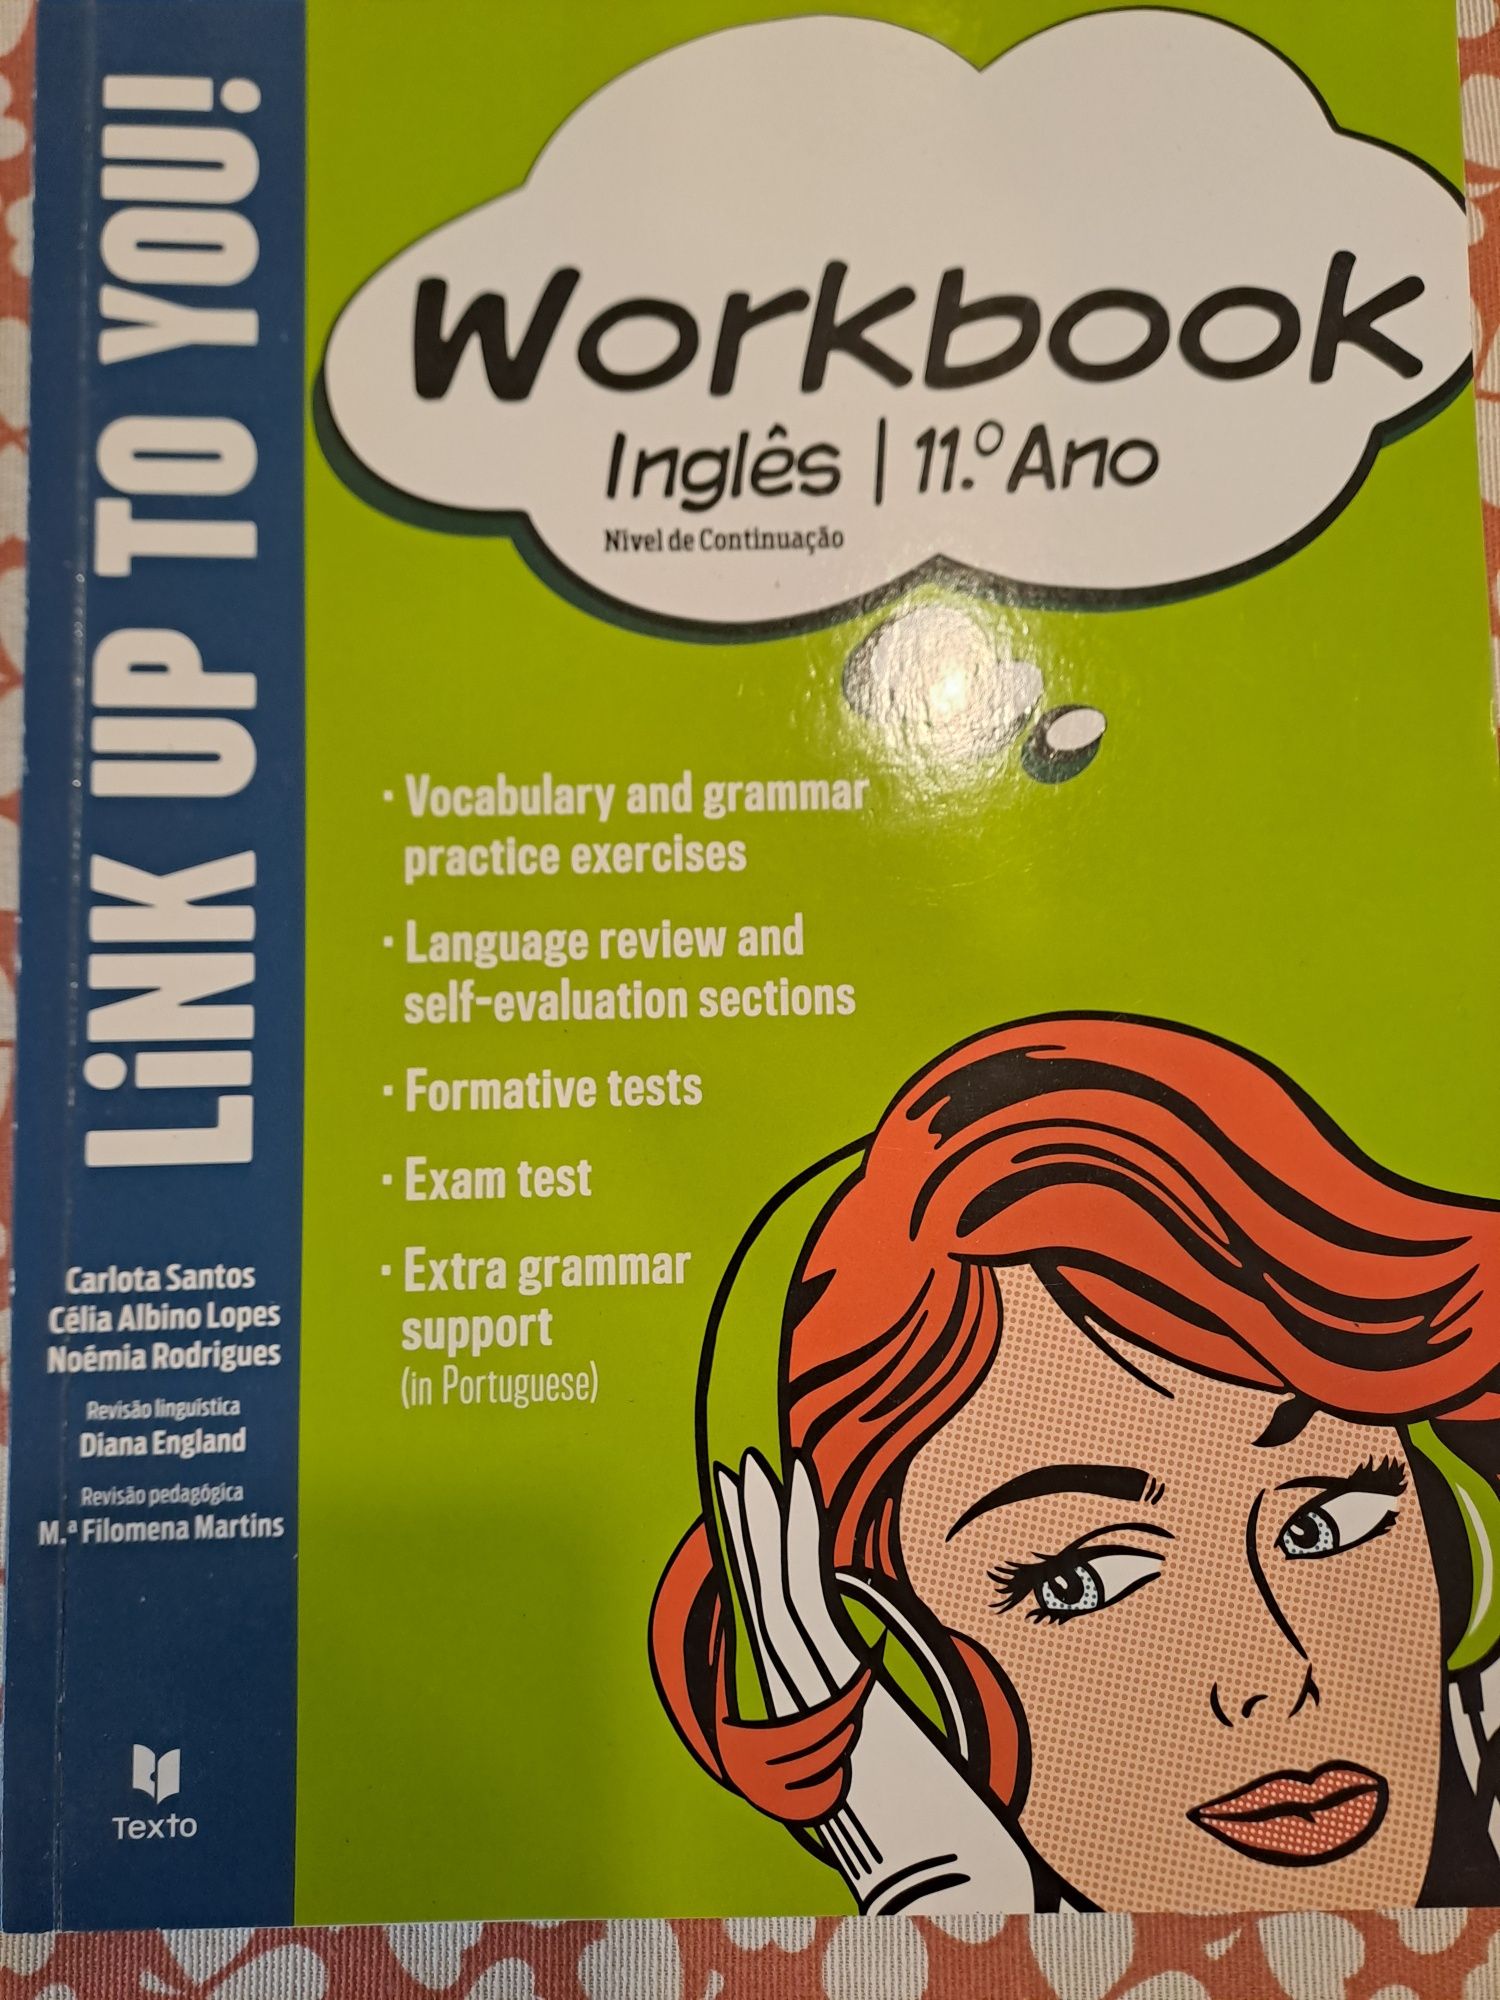 LiNK UP TO YOU!
Carlota Santos
Célia Albino Lopes
Noémia Rodrigues
Revisão linguística
Diana England
Revisão pedagógica
M.ª Filomena Martins
Texto
Workbook
Inglês | 11.º Ano
Nível de Continuação
· Vocabulary and grammar
practice exercises
· Language review and
self-evaluation sections
· Formative tests
· Exam test
· Extra grammar
support
(in Portuguese)